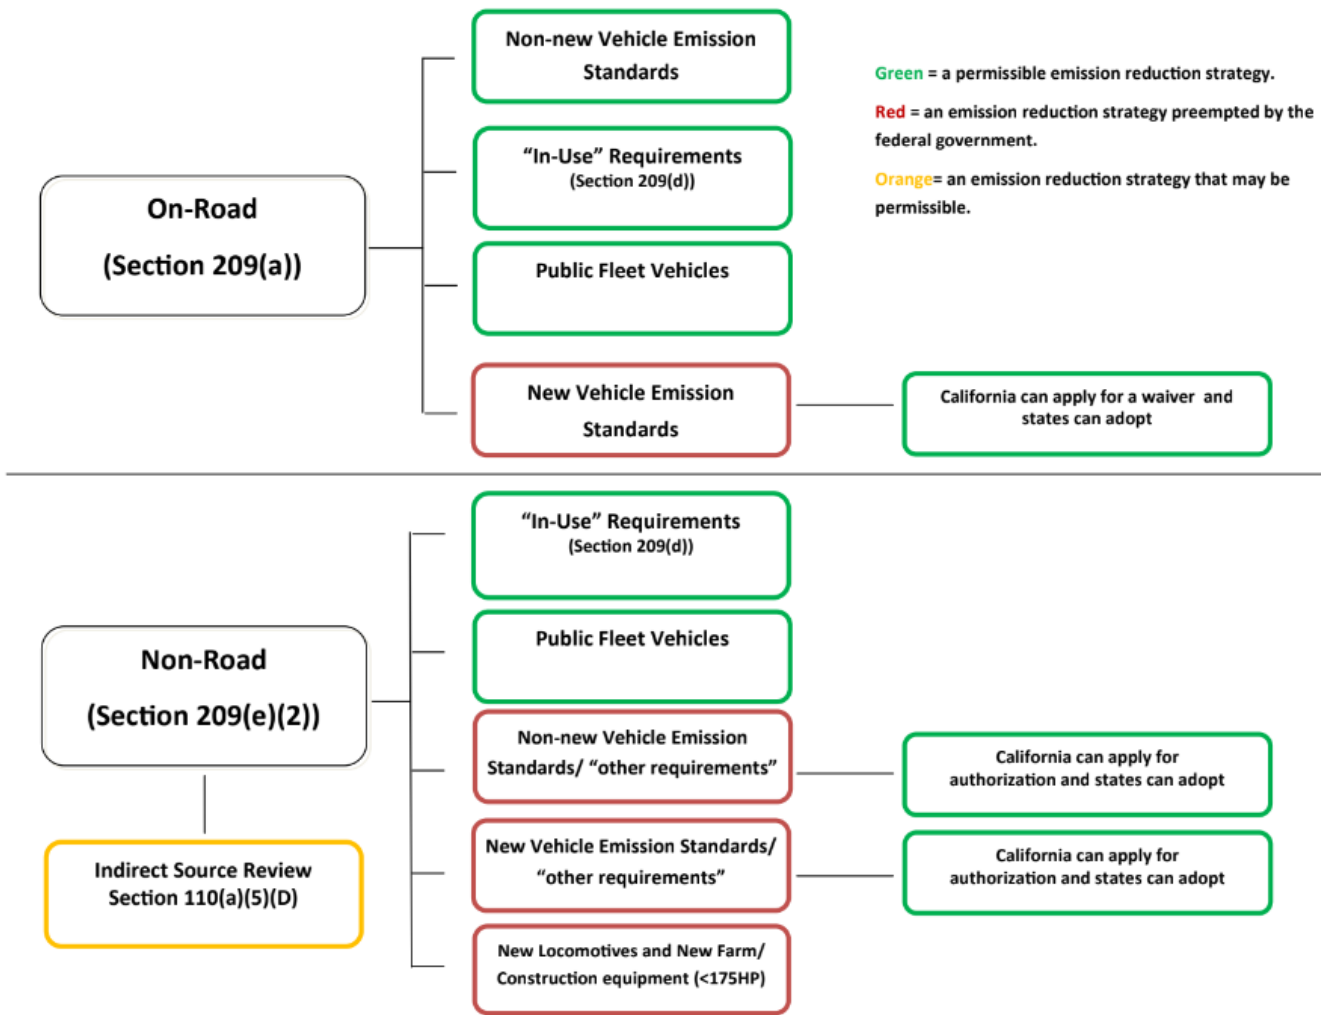 Non-new Vehicle Emission
Standards
Green = a permissible emission reduction strategy.
Red = an emission reduction strategy preempted by the
federal government.
Orange= an emission reduction strategy that may be
permissible.
“In-Use” Requirements
(Section 209(d))
On-Road
(Section 209(a))
Public Fleet Vehicles
New Vehicle Emission
Standards
California can apply for a waiver and
states can adopt
“In-Use” Requirements
(Section 209(d))
Public Fleet Vehicles
Non-Road
(Section 209(e)(2))
Non-new Vehicle Emission
Standards/ “other requirements”
California can apply for
authorization and states can adopt
New Vehicle Emission Standards/
“other requirements”
California can apply for
authorization and states can adopt
Indirect Source Review
Section 110(a)(5)(D)
New Locomotives and New Farm/
Construction equipment (<175HP)